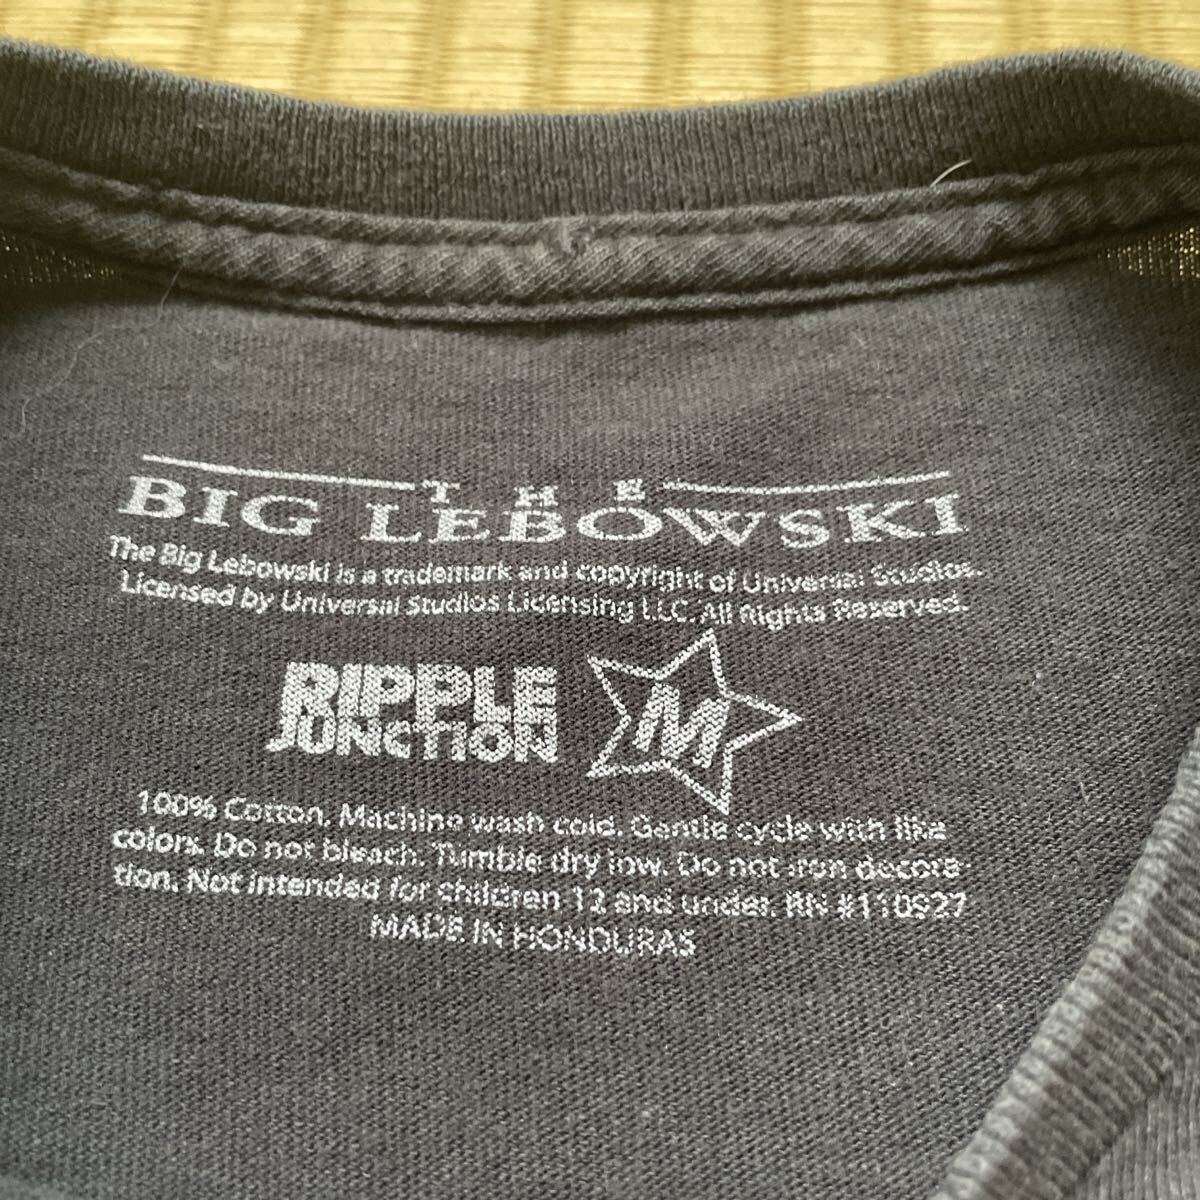 THE
BIG LEBOWSKI
The Big Lebowski is a trademark and copyright of Universal Studios.
Licensed by Universal Studios Licensing LLC. All Rights Reserved.
RIPPLE
JUNCTION
M
100% Cotton. Machine wash cold. Gentle cycle with like
colors. Do not bleach. Tumble dry low. Do not iron decora-
tion. Not intended for children 12 and under. RN #110927
MADE IN HONDURAS